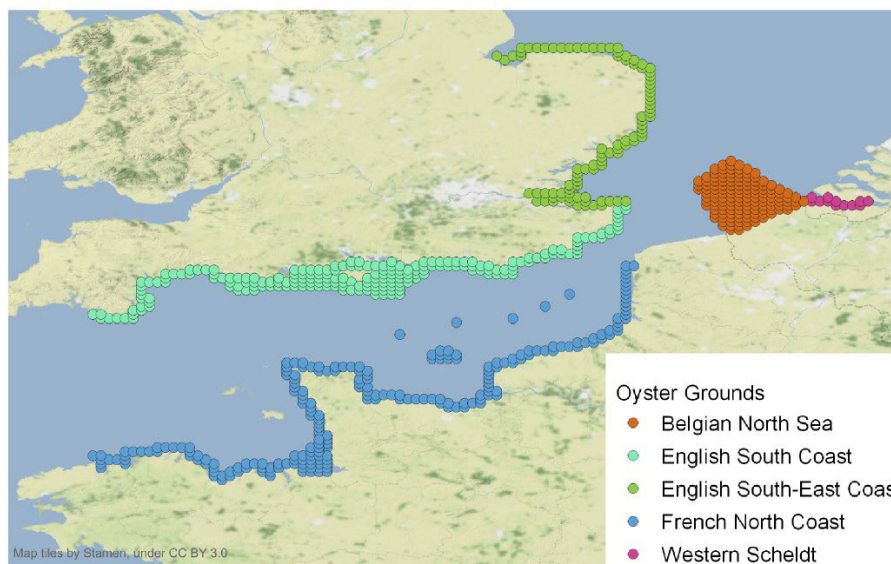 Oyster Grounds
Belgian North Sea
English South Coast
English South-East Coast
French North Coast
Western Scheldt
Map tiles by Stamen, under CC BY 3.0